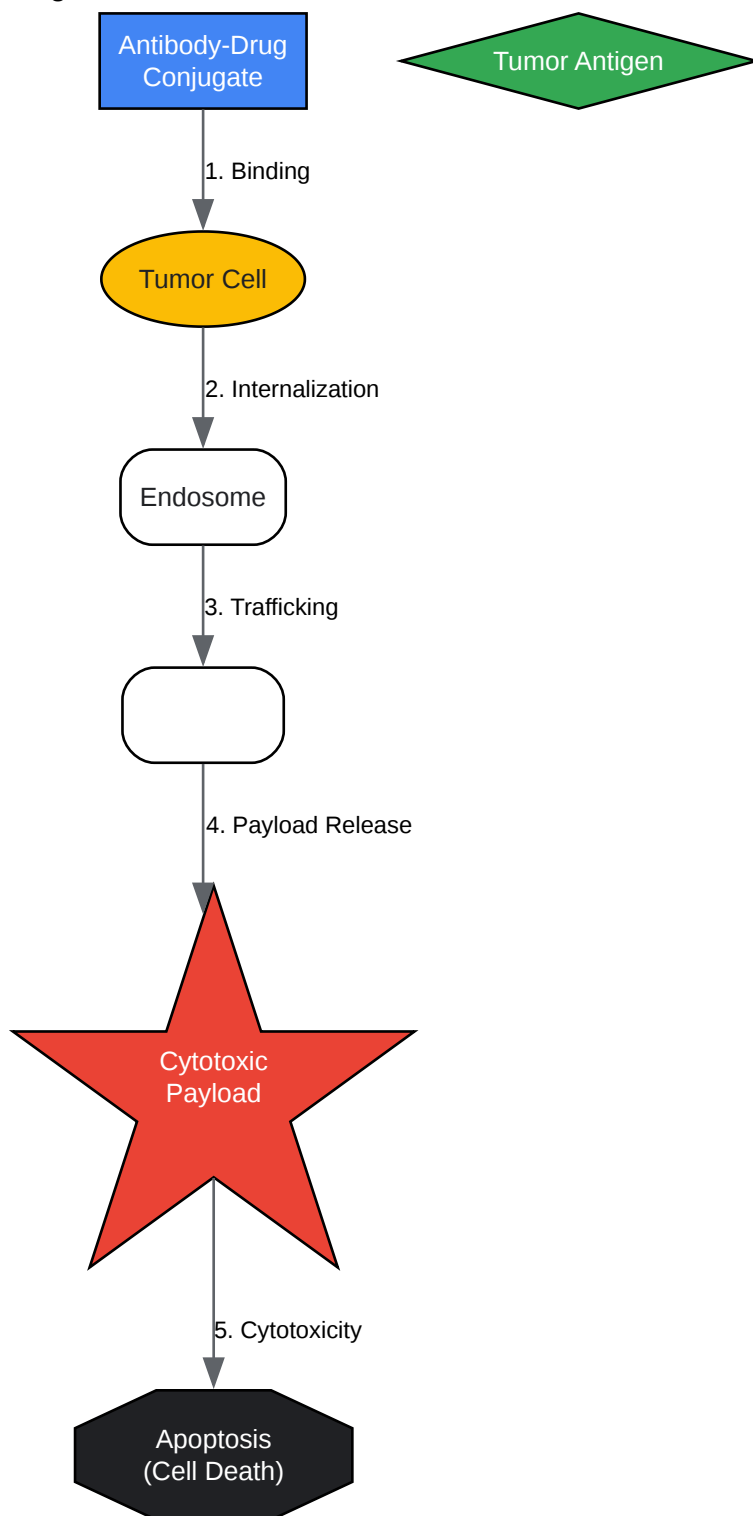 Antibody-Drug
Conjugate
Tumor Antigen
1. Binding
Tumor Cell
2. Internalization
Endosome
3. Trafficking
4. Payload Release
Cytotoxic
Payload
5. Cytotoxicity
Apoptosis
(Cell Death)